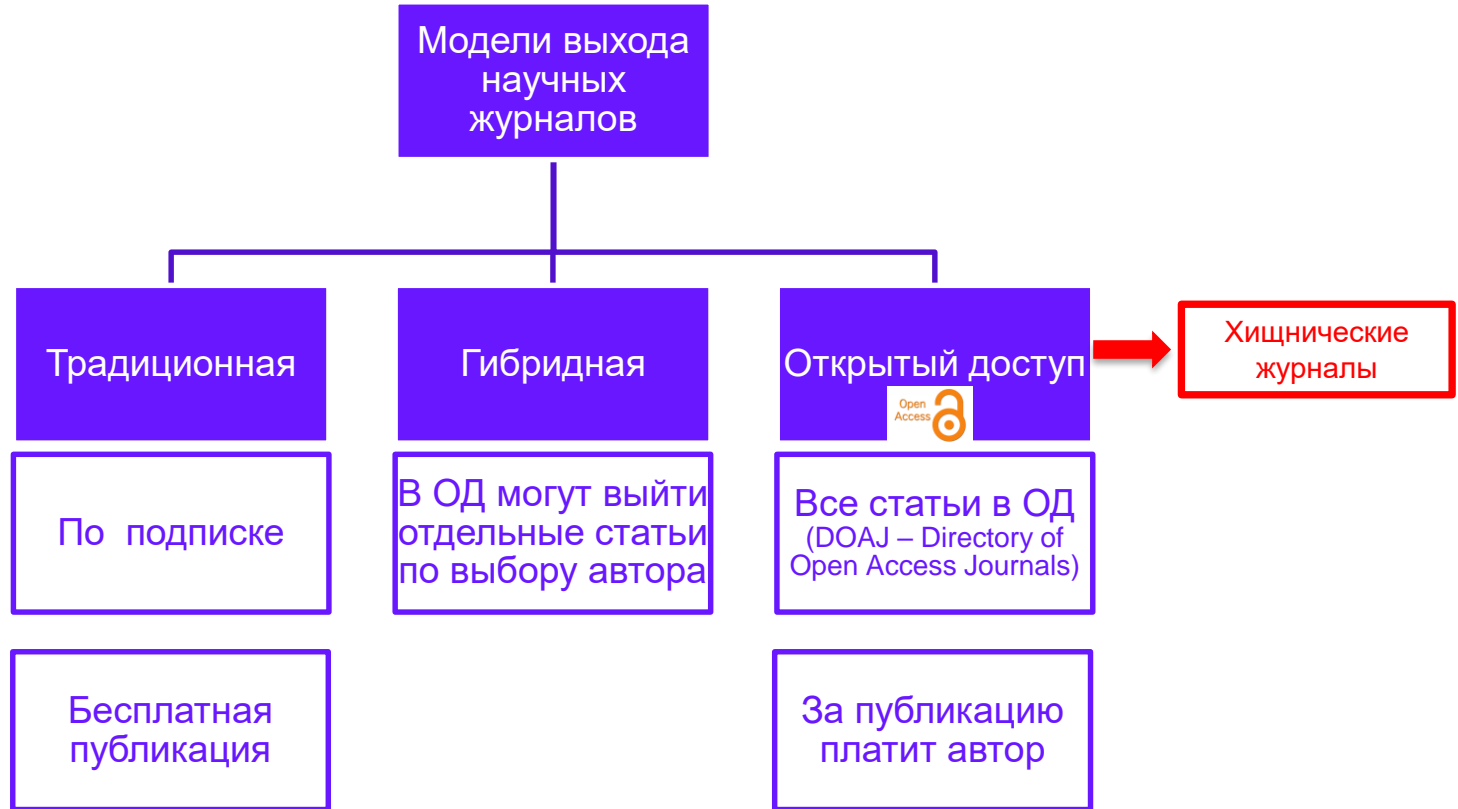 Модели выхода
научных
журналов
Традиционная
Гибридная
Открытый доступ
Open
Access
Хищнические
журналы
По подписке
В ОД могут выйти
отдельные статьи
по выбору автора
Все статьи в ОД
(DOAJ – Directory of
Open Access Journals)
Бесплатная
публикация
За публикацию
платит автор